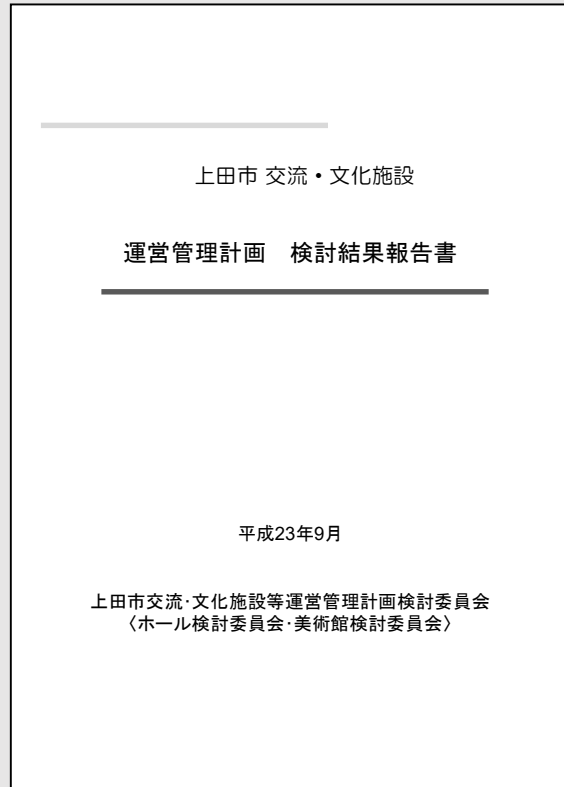 上田市 交流・文化施設
運営管理計画　検討結果報告書
平成23年9月
上田市交流･文化施設等運営管理計画検討委員会
〈ホール検討委員会･美術館検討委員会〉